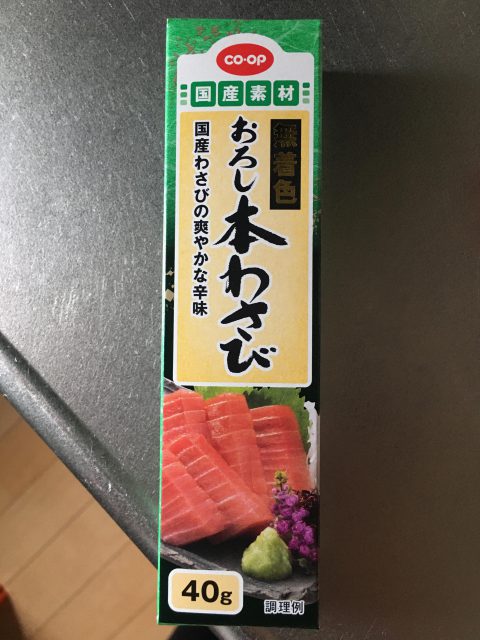 CO·OP
国産素材
無着色
おろし本わさび
国産わさびの爽やかな辛味
40g
調理例